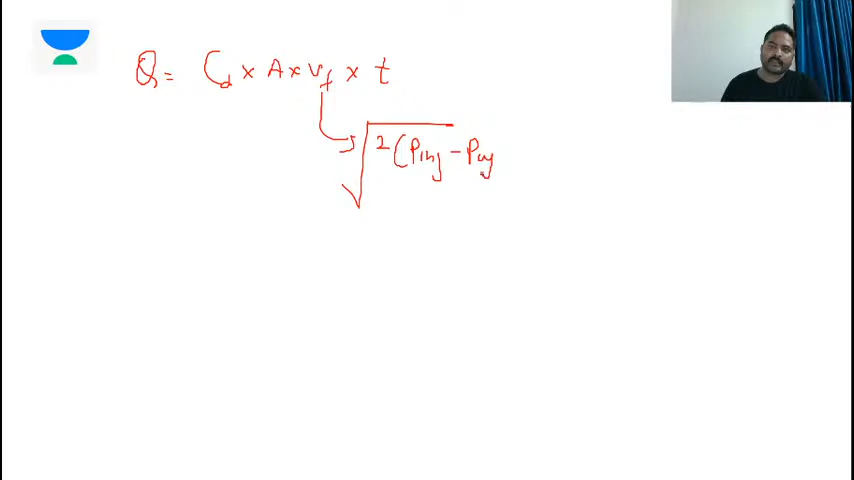 Q = Cd × A × Vf × t
√2(Pinj - Pcy